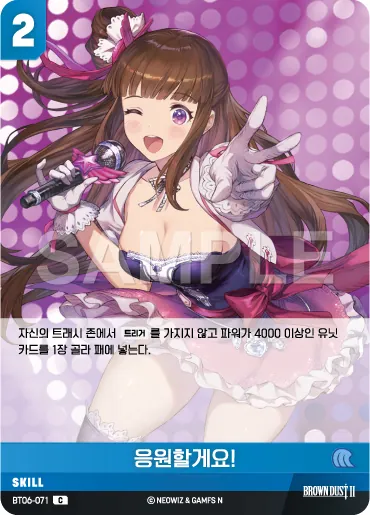 2
SAMPLE
자신의 트래시 존에서 트리거 를 가지지 않고 파워가 4000 이상인 유닛
카드를 1장 골라 패에 넣는다.
응원할게요!
SKILL
BT06-071 C
© NEOWIZ & GAMFS N
BROWN DUST II